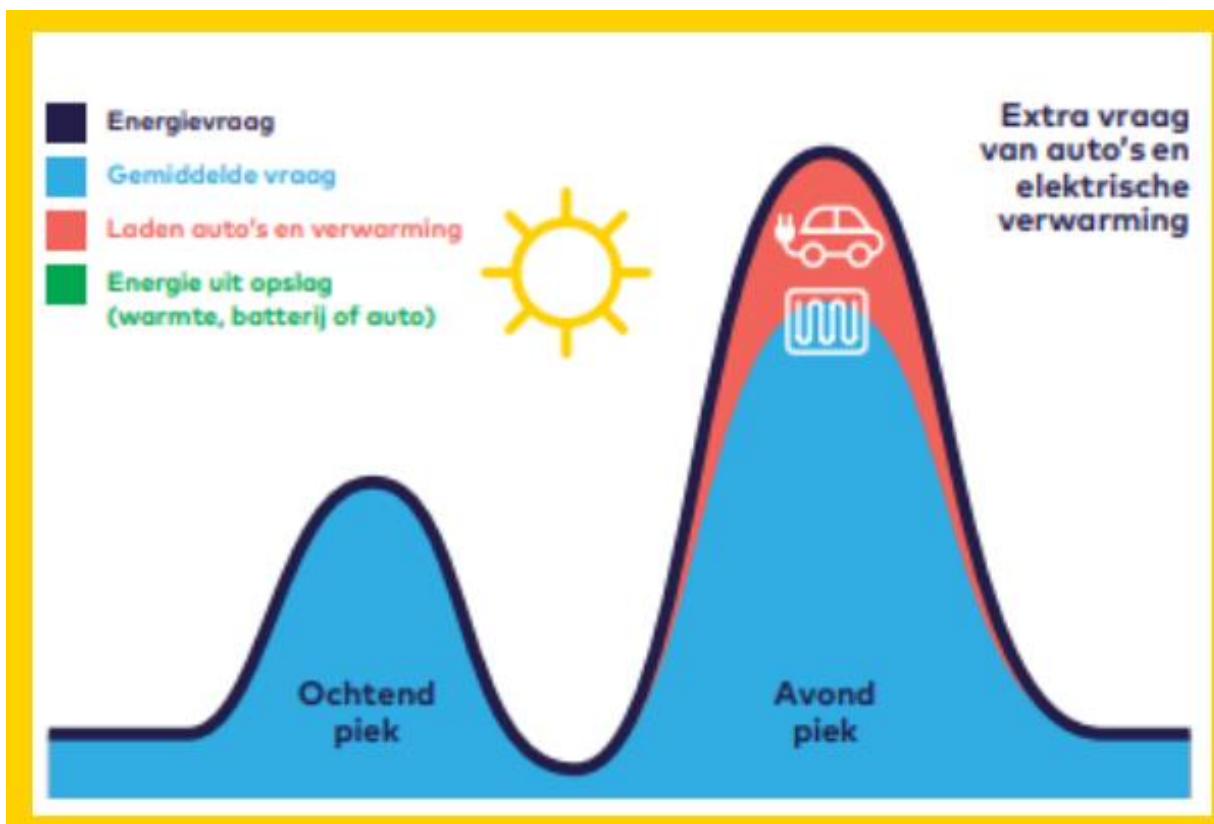 Energievraag
Gemiddelde vraag
Laden auto's en verwarming
Energie uit opslag
(warmte, batterij of auto)
Extra vraag
van auto's en
elektrische
verwarming
Ochtend
piek
Avond
piek